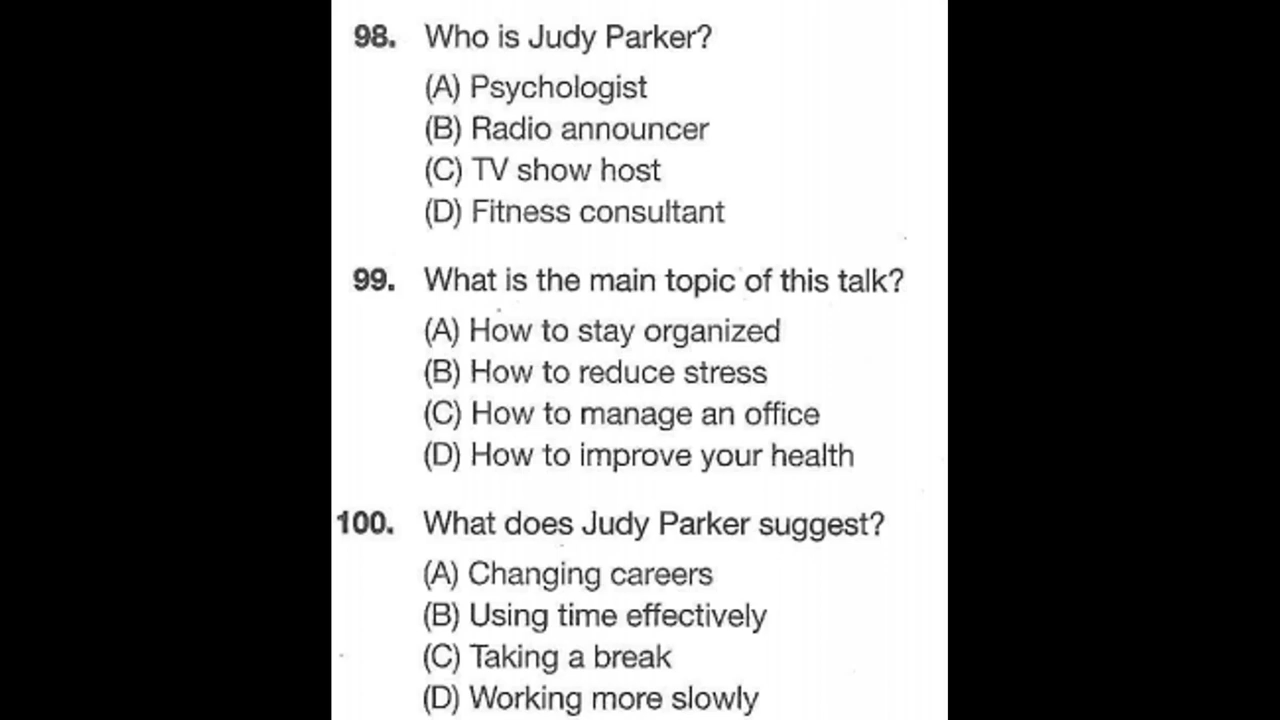 98. Who is Judy Parker?
(A) Psychologist
(B) Radio announcer
(C) TV show host
(D) Fitness consultant
99. What is the main topic of this talk?
(A) How to stay organized
(B) How to reduce stress
(C) How to manage an office
(D) How to improve your health
100. What does Judy Parker suggest?
(A) Changing careers
(B) Using time effectively
(C) Taking a break
(D) Working more slowly